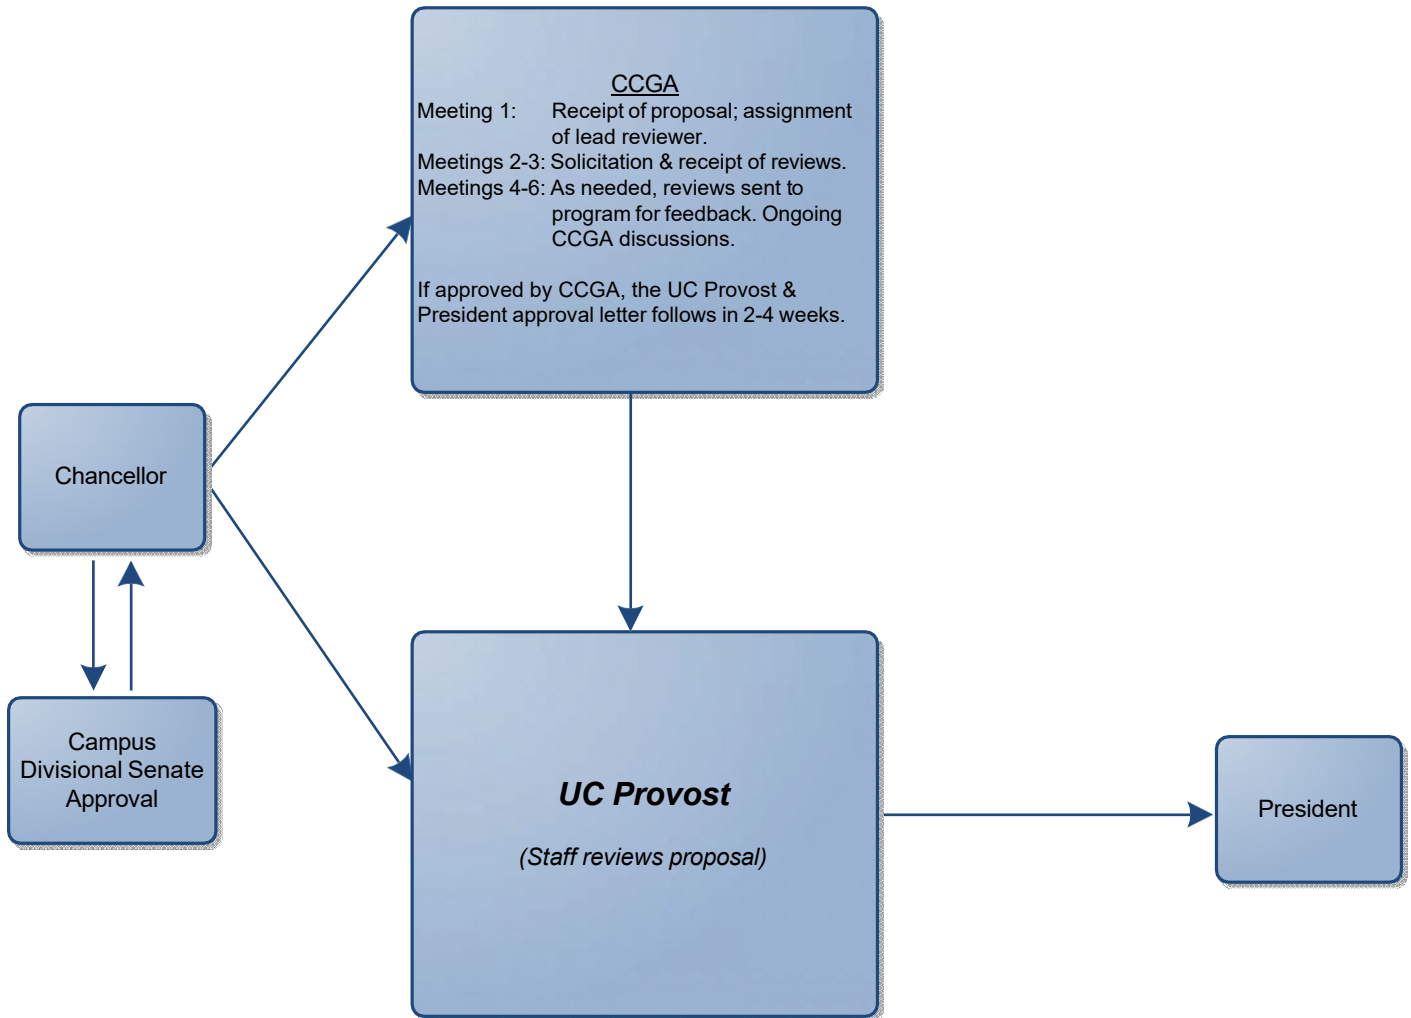 CCGA
Meeting 1: Receipt of proposal; assignment
of lead reviewer.
Meetings 2-3: Solicitation & receipt of reviews.
Meetings 4-6: As needed, reviews sent to
program for feedback. Ongoing
CCGA discussions.
If approved by CCGA, the UC Provost &
President approval letter follows in 2-4 weeks.
Chancellor
Campus
Divisional Senate
Approval
UC Provost
(Staff reviews proposal)
President